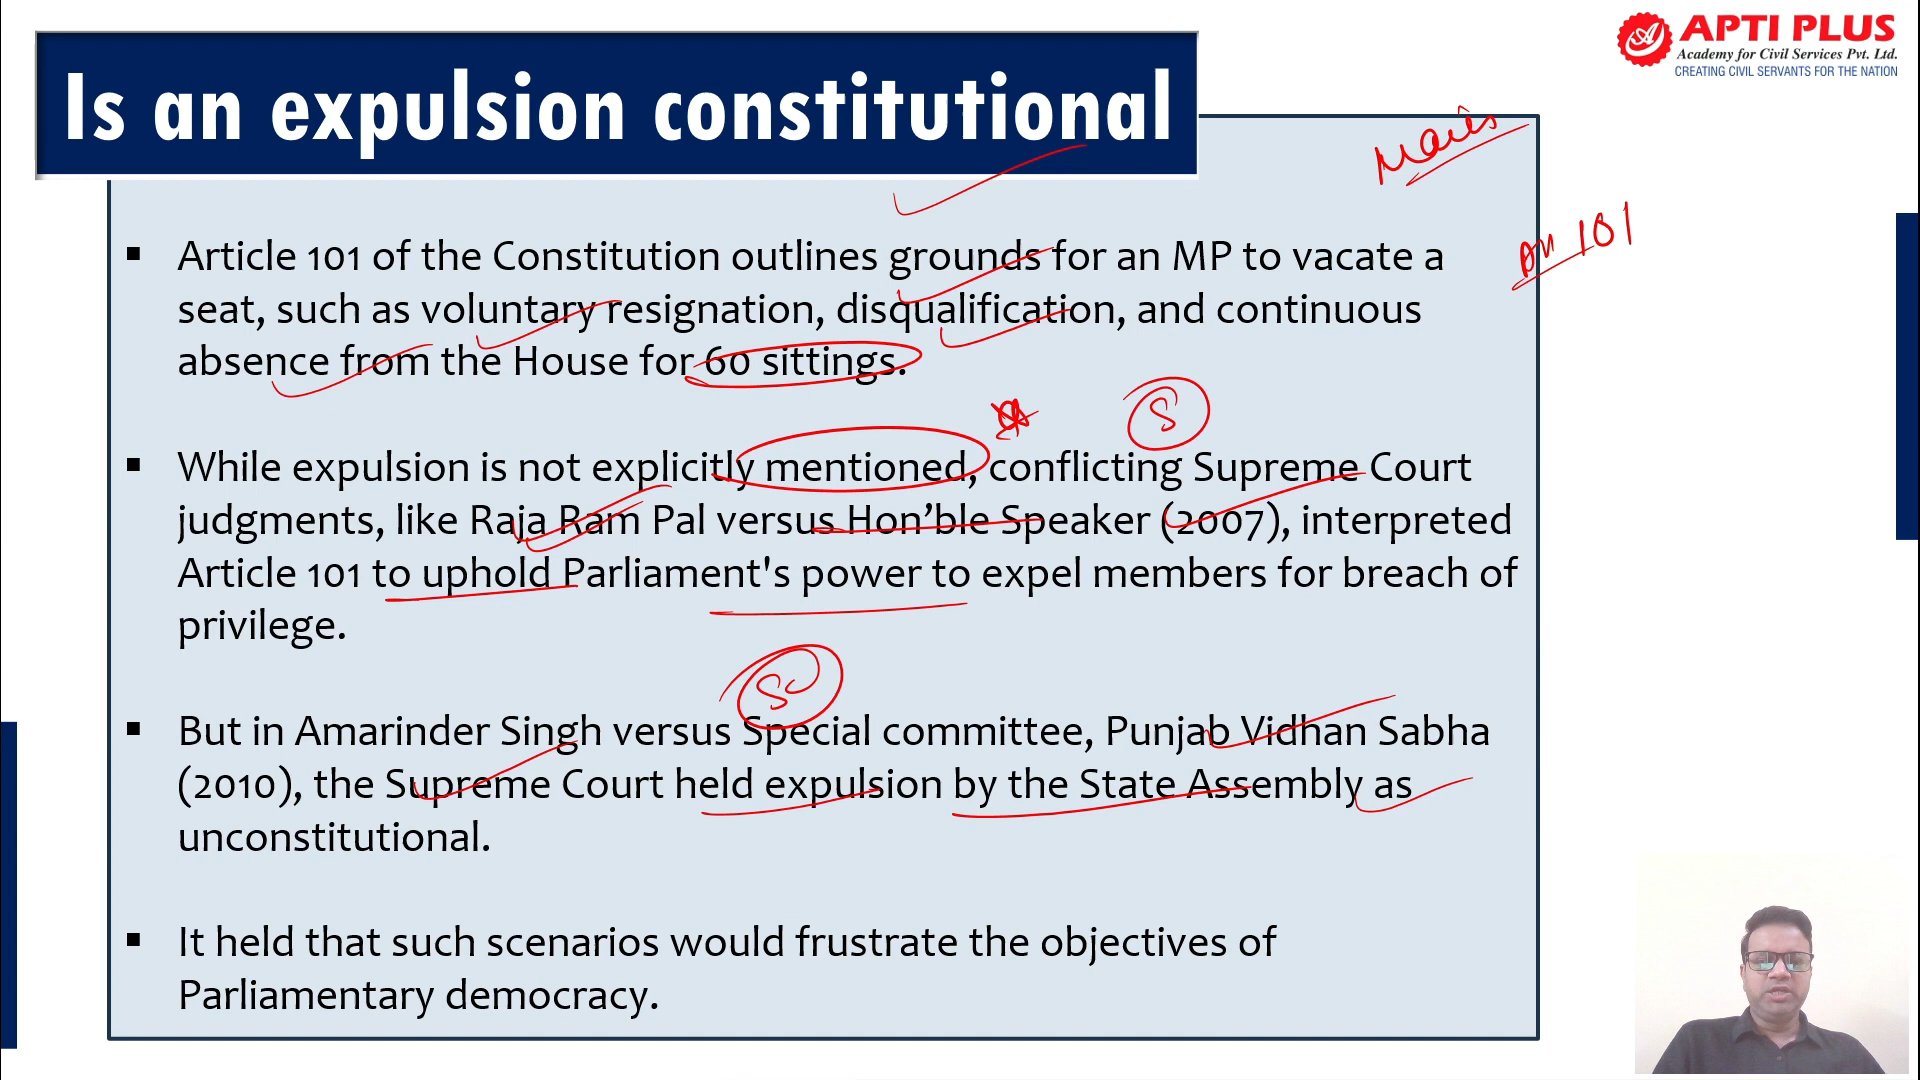 APTI PLUS
Academy for Civil Services Pvt. Ltd.
CREATING CIVIL SERVANTS FOR THE NATION
Is an expulsion constitutional
Mains
Art 101
▪ Article 101 of the Constitution outlines grounds for an MP to vacate a
seat, such as voluntary resignation, disqualification, and continuous
absence from the House for 60 sittings.
S
▪ While expulsion is not explicitly mentioned, conflicting Supreme Court
judgments, like Raja Ram Pal versus Hon’ble Speaker (2007), interpreted
Article 101 to uphold Parliament's power to expel members for breach of
privilege.
SC
▪ But in Amarinder Singh versus Special committee, Punjab Vidhan Sabha
(2010), the Supreme Court held expulsion by the State Assembly as
unconstitutional.
▪ It held that such scenarios would frustrate the objectives of
Parliamentary democracy.